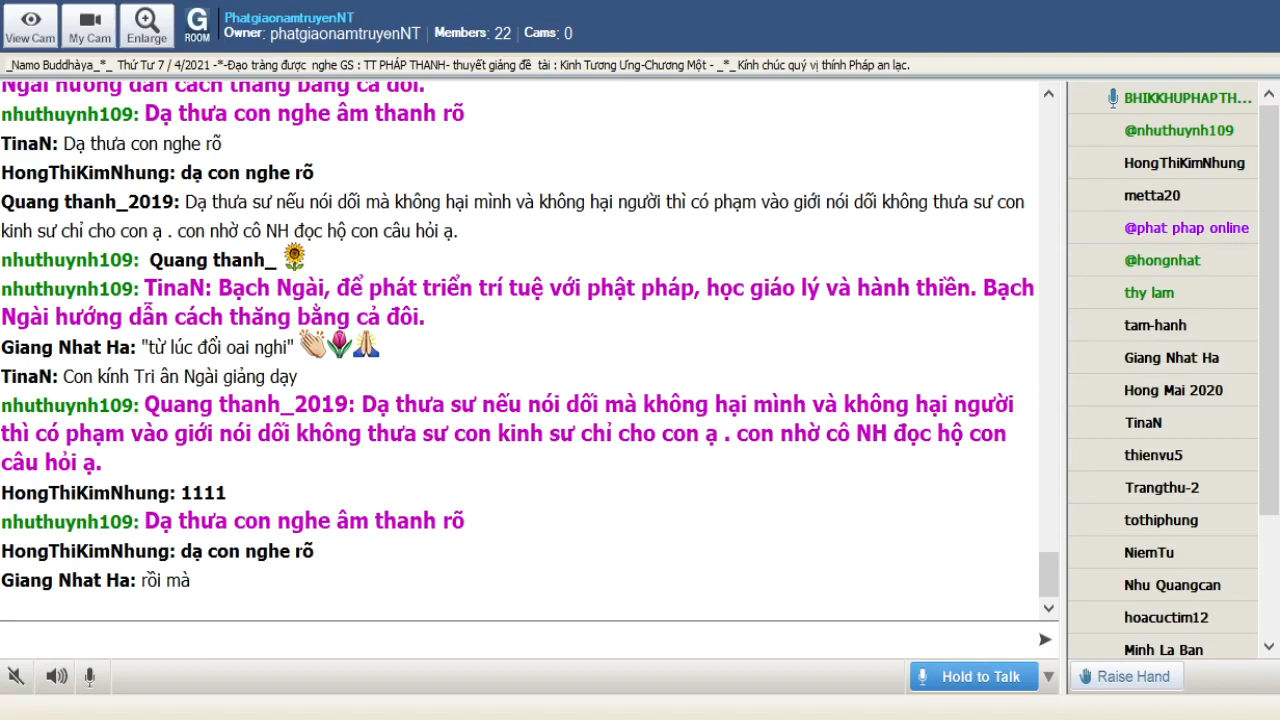 View Cam
My Cam
Enlarge
G
ROOM
PhatgiaonamtruyenNT
Owner: phatgiaonamtruyenNT | Members: 22 | Cams: 0
_Namo Buddhàya_*_ Thứ Tư 7 / 4/2021 -*-Đạo tràng được nghe GS : TT PHÁP THANH- thuyết giảng đề tài : Kinh Tương Ưng-Chương Một - _*_Kính chúc quý vị thính Pháp an lạc.
Ngài hướng dẫn cách thăng bằng cả đôi.
nhuthuynh109: Dạ thưa con nghe âm thanh rõ
TinaN: Dạ thưa con nghe rõ
HongThiKimNhung: dạ con nghe rõ
Quang thanh_2019: Dạ thưa sư nếu nói dối mà không hại mình và không hại người thì có phạm vào giới nói dối không thưa sư con
kinh sư chỉ cho con ạ . con nhờ cô NH đọc hộ con câu hỏi ạ.
nhuthuynh109: Quang thanh_
nhuthuynh109: TinaN: Bạch Ngài, để phát triển trí tuệ với phật pháp, học giáo lý và hành thiền. Bạch
Ngài hướng dẫn cách thăng bằng cả đôi.
Giang Nhat Ha: "từ lúc đổi oai nghi"
TinaN: Con kính Tri ân Ngài giảng dạy
nhuthuynh109: Quang thanh_2019: Dạ thưa sư nếu nói dối mà không hại mình và không hại người
thì có phạm vào giới nói dối không thưa sư con kinh sư chỉ cho con ạ . con nhờ cô NH đọc hộ con
câu hỏi ạ.
HongThiKimNhung: 1111
nhuthuynh109: Dạ thưa con nghe âm thanh rõ
HongThiKimNhung: dạ con nghe rõ
Giang Nhat Ha: rồi mà
BHIKKHUPHAPTH...
@nhuthuynh109
HongThiKimNhung
metta20
@phat phap online
@hongnhat
thy lam
tam-hanh
Giang Nhat Ha
Hong Mai 2020
TinaN
thienvu5
Trangthu-2
tothiphung
NiemTu
Nhu Quangcan
hoacuctim12
Minh La Ban
Hold to Talk
Raise Hand